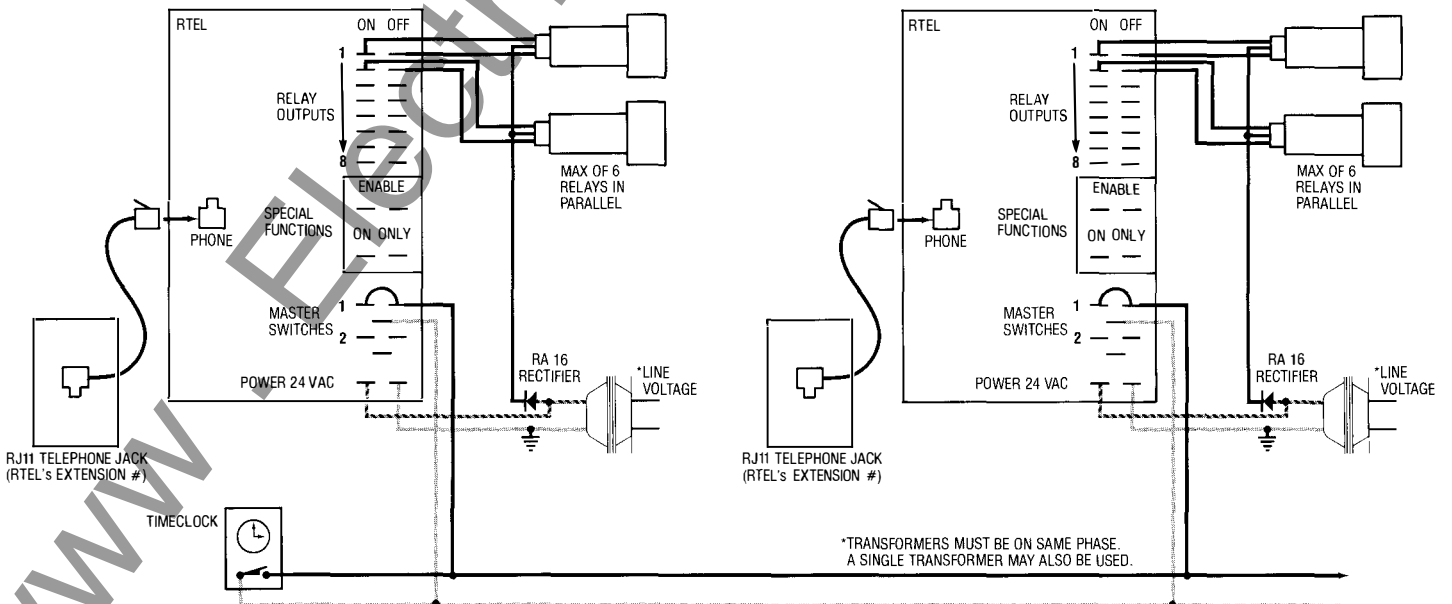 RTEL
ON OFF
1
RELAY
OUTPUTS
8
ENABLE
SPECIAL
FUNCTIONS
ON ONLY
MASTER
SWITCHES
1
2
POWER 24 VAC
PHONE
MAX OF 6
RELAYS IN
PARALLEL
RA 16
RECTIFIER
*LINE
VOLTAGE
RJ11 TELEPHONE JACK
(RTEL's EXTENSION #)
RTEL
ON OFF
1
RELAY
OUTPUTS
8
ENABLE
SPECIAL
FUNCTIONS
ON ONLY
MASTER
SWITCHES
1
2
POWER 24 VAC
PHONE
MAX OF 6
RELAYS IN
PARALLEL
RA 16
RECTIFIER
*LINE
VOLTAGE
RJ11 TELEPHONE JACK
(RTEL's EXTENSION #)
TIMECLOCK
*TRANSFORMERS MUST BE ON SAME PHASE.
A SINGLE TRANSFORMER MAY ALSO BE USED.